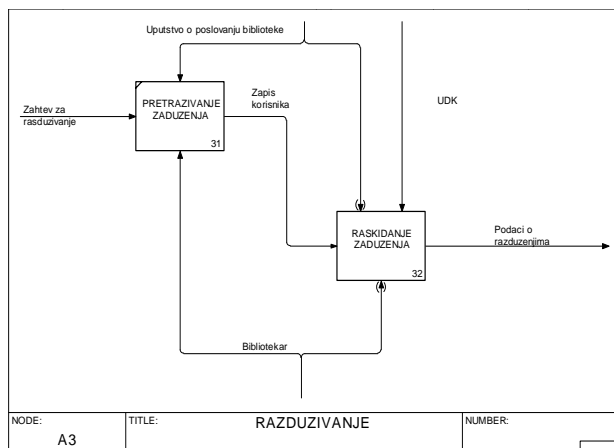 Uputstvo o poslovanju biblioteke
UDK
Zahtev za
rasduzivanje
PRETRAZIVANJE
ZADUZENJA
31
Zapis
korisnika
RASKIDANJE
ZADUZENJA
32
Podaci o
razduzenjima
Bibliotekar
NODE:
A3
TITLE:
RAZDUZIVANJE
NUMBER: